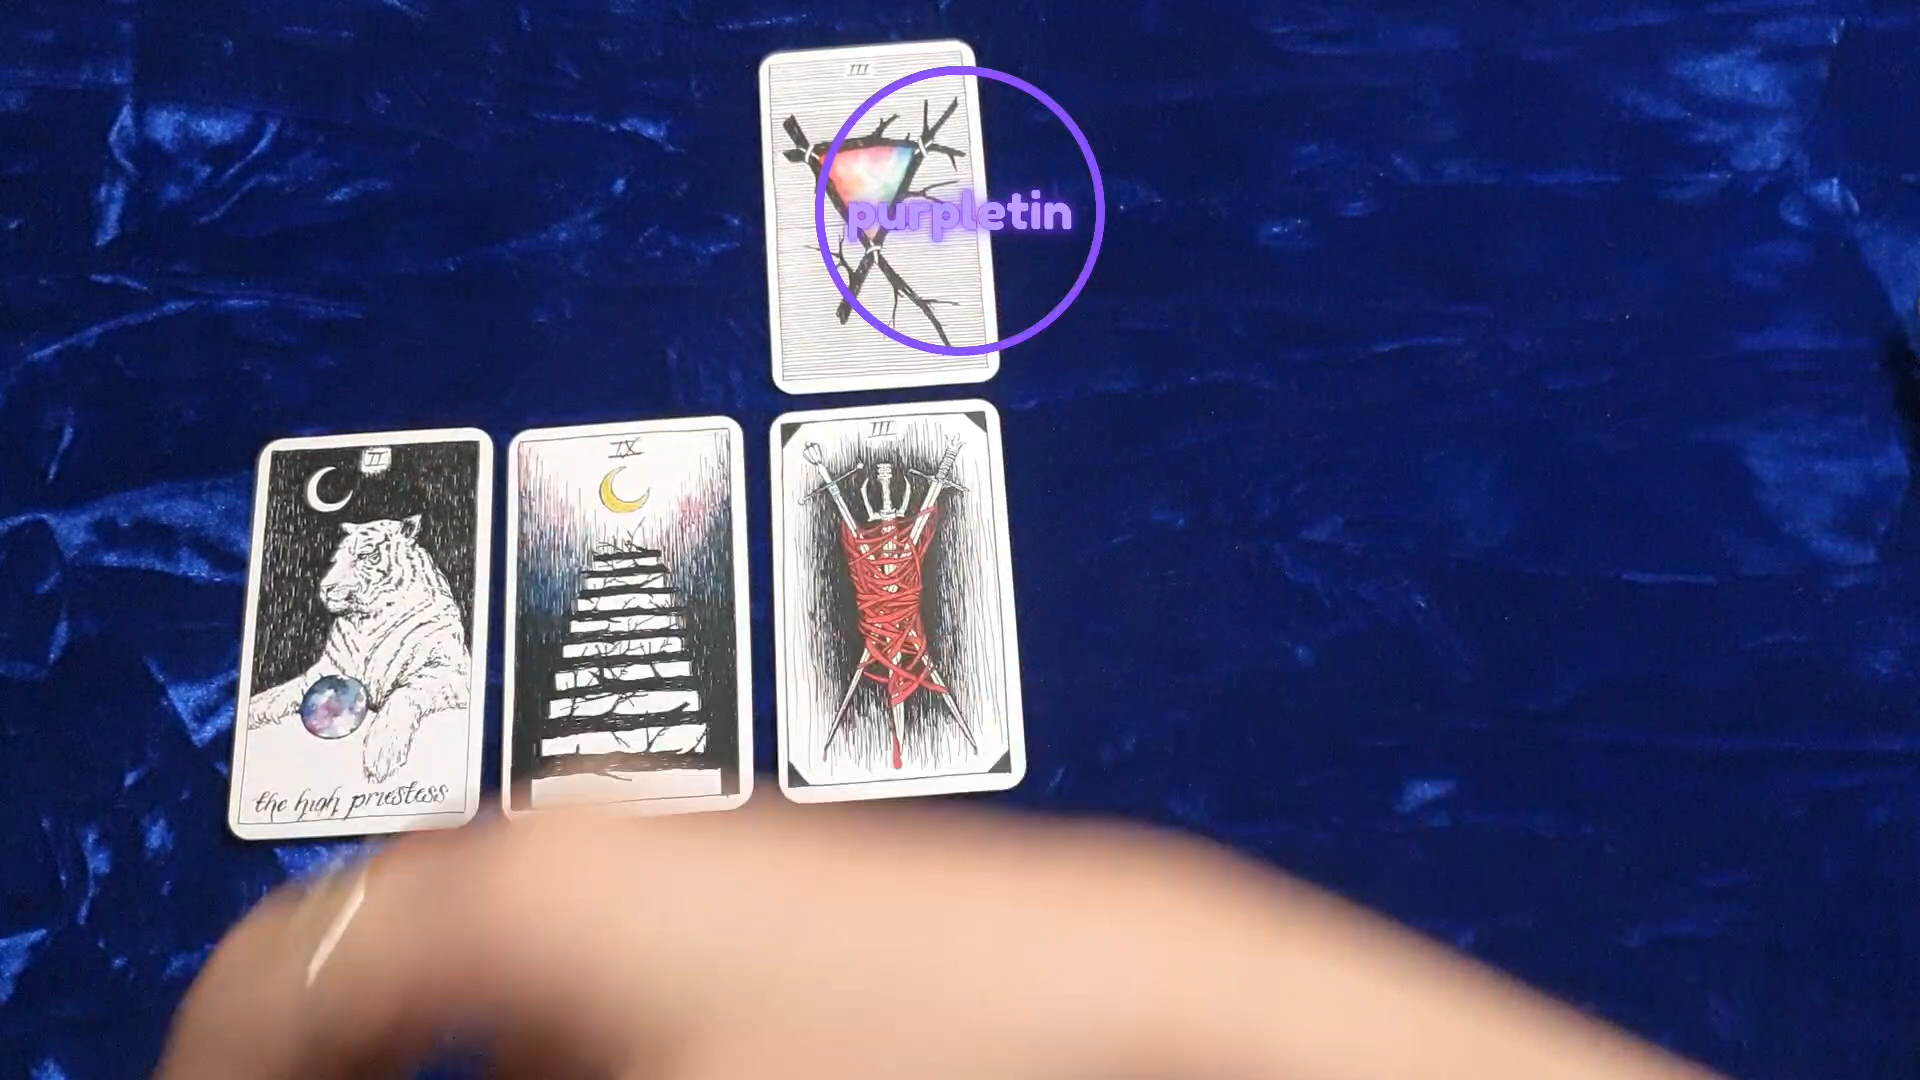 III
purpletin
II
IX
III
the high priestess